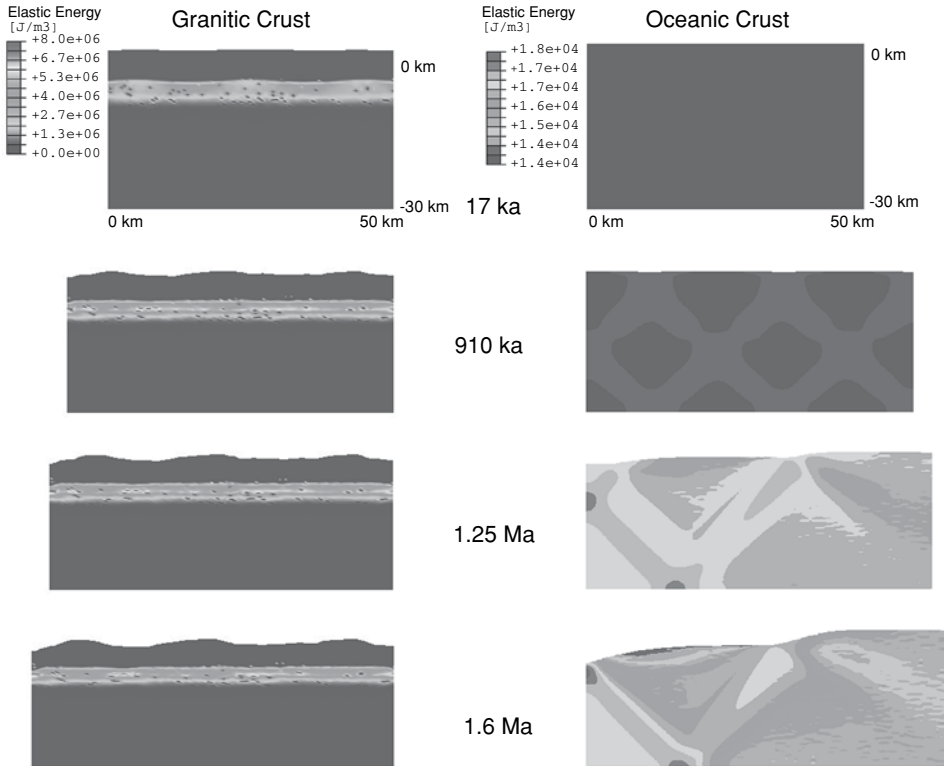 Elastic Energy
[J/m3]
Granitic Crust
+8.0e+06
+6.7e+06
+5.3e+06
+4.0e+06
+2.7e+06
+1.3e+06
+0.0e+00
0 km
-30 km
0 km
50 km
17 ka
Elastic Energy
[J/m3]
Oceanic Crust
+1.8e+04
+1.7e+04
+1.7e+04
+1.6e+04
+1.5e+04
+1.4e+04
+1.4e+04
0 km
-30 km
0 km
50 km
910 ka
1.25 Ma
1.6 Ma